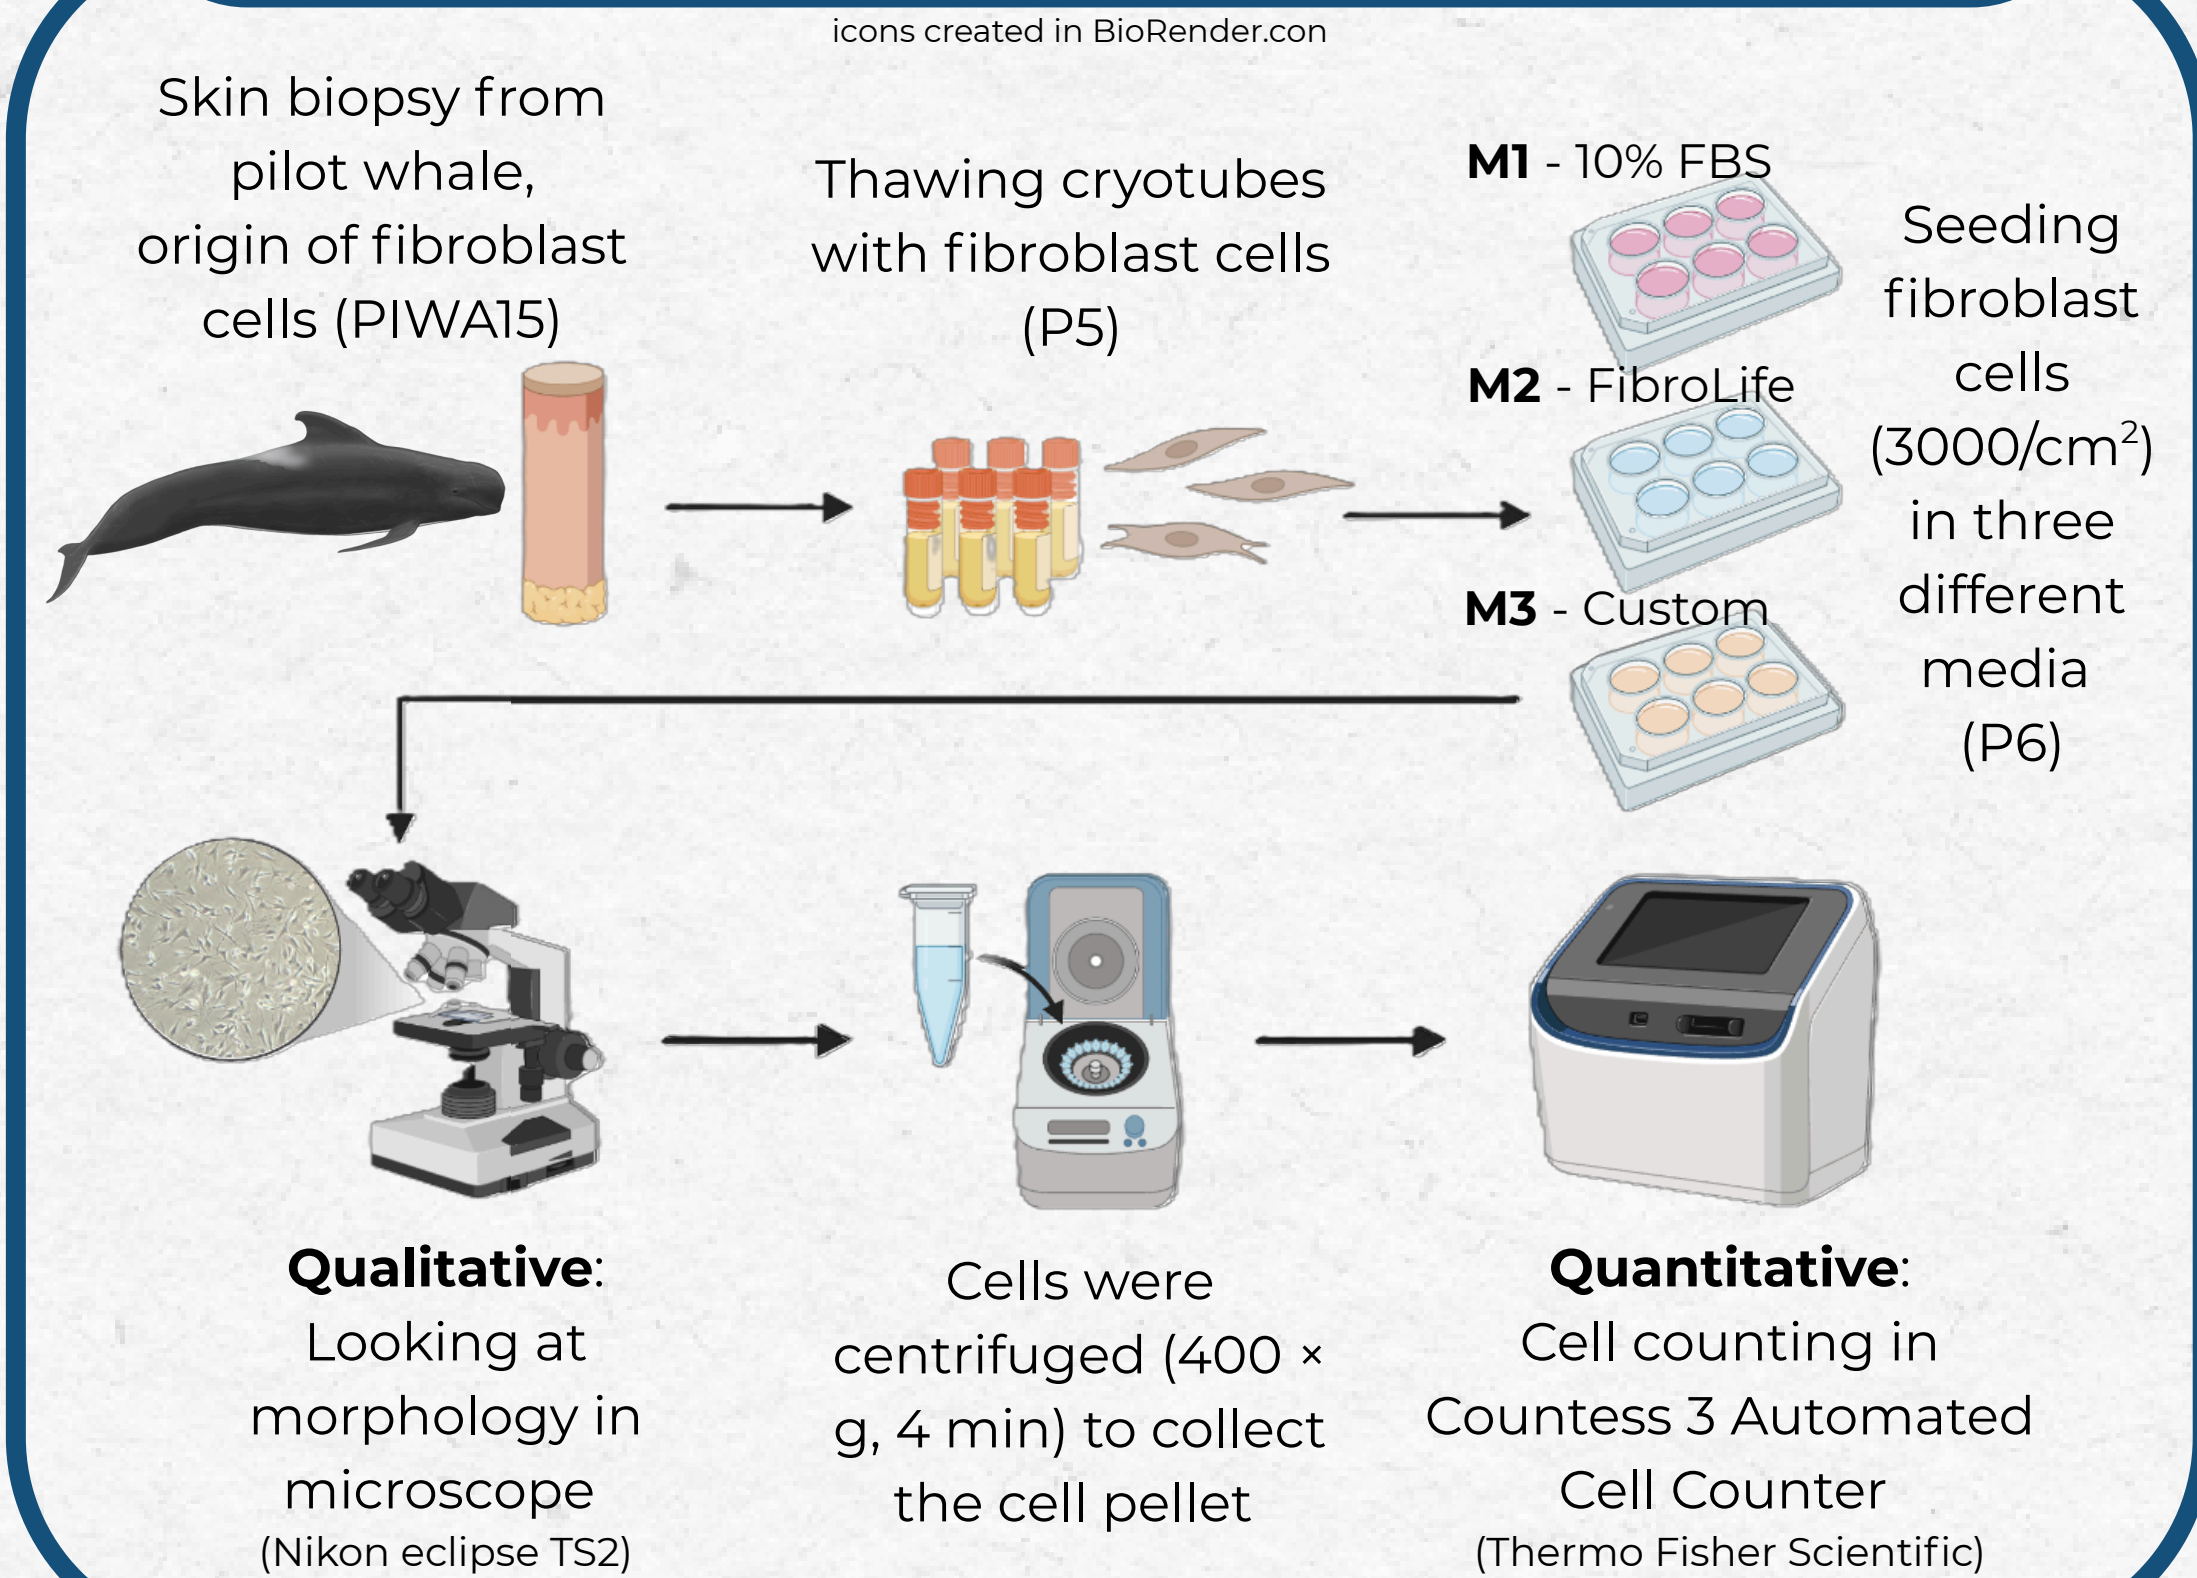 icons created in BioRender.con
Skin biopsy from
pilot whale,
origin of fibroblast
cells (PIWA15)
Thawing cryotubes
with fibroblast cells
(P5)
M1 - 10% FBS
M2 - FibroLife
M3 - Custom
Seeding
fibroblast
cells
(3000/cm²)
in three
different
media
(P6)
Qualitative:
Looking at
morphology in
microscope
(Nikon eclipse TS2)
Cells were
centrifuged (400 ×
g, 4 min) to collect
the cell pellet
Quantitative:
Cell counting in
Countess 3 Automated
Cell Counter
(Thermo Fisher Scientific)